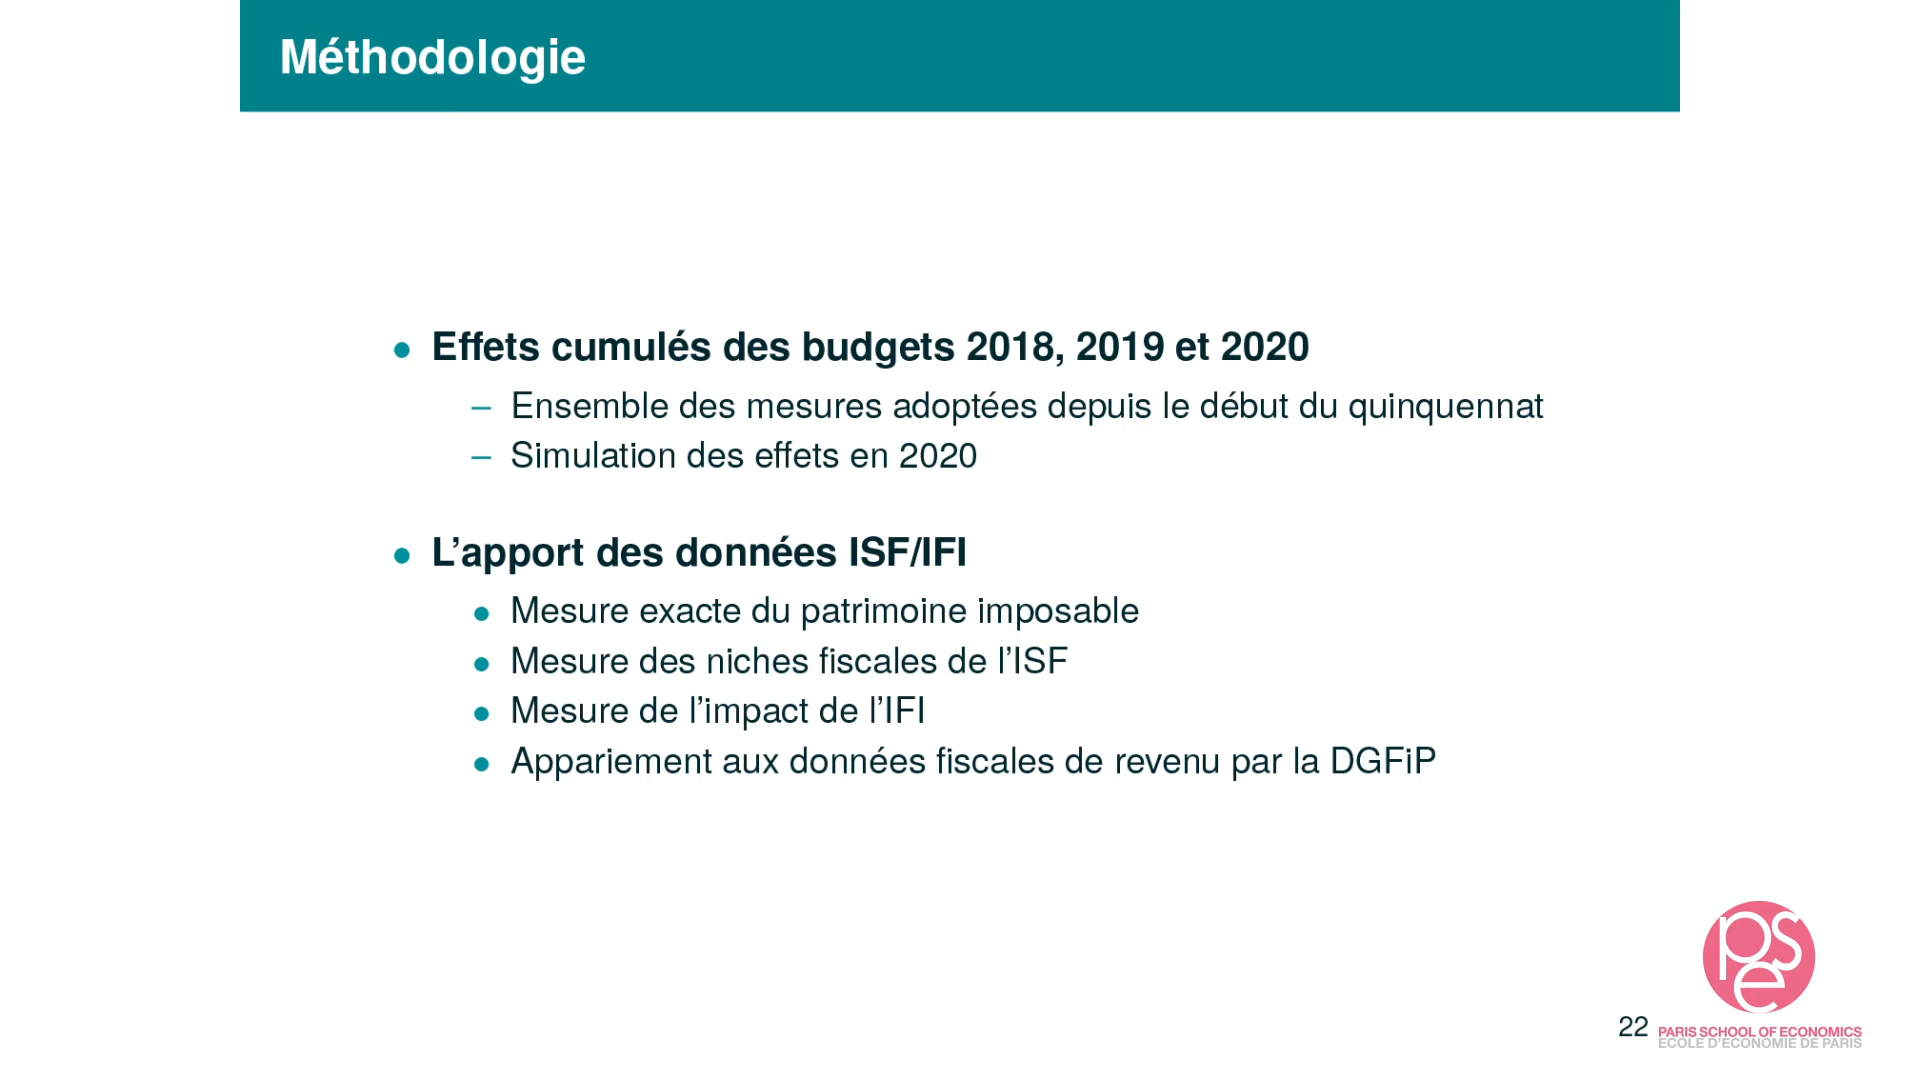 Méthodologie
• Effets cumulés des budgets 2018, 2019 et 2020
– Ensemble des mesures adoptées depuis le début du quinquennat
– Simulation des effets en 2020
• L’apport des données ISF/IFI
• Mesure exacte du patrimoine imposable
• Mesure des niches fiscales de l’ISF
• Mesure de l’impact de l’IFI
• Appariement aux données fiscales de revenu par la DGFiP
pse
22
PARIS SCHOOL OF ECONOMICS
ECOLE D'ECONOMIE DE PARIS